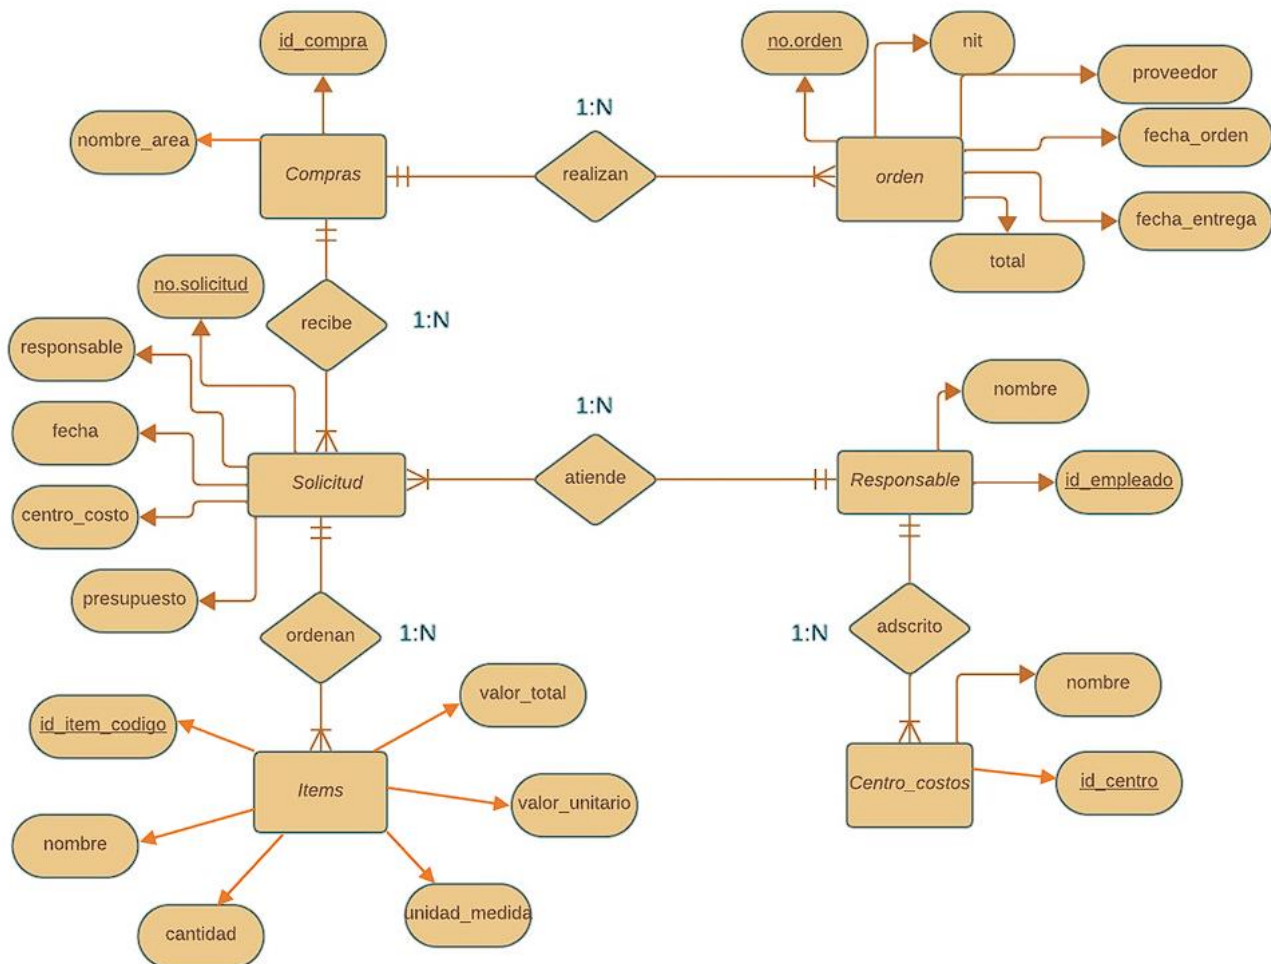 id_compra
no.orden
nit
proveedor
nombre_area
1:N
fecha_orden
Compras
realizan
orden
fecha_entrega
total
no.solicitud
recibe
1:N
responsable
nombre
1:N
fecha
Solicitud
atiende
Responsable
id_empleado
centro_costo
presupuesto
ordenan
1:N
1:N
adscrito
valor_total
nombre
id_item_codigo
Items
valor_unitario
Centro_costos
id_centro
nombre
unidad_medida
cantidad